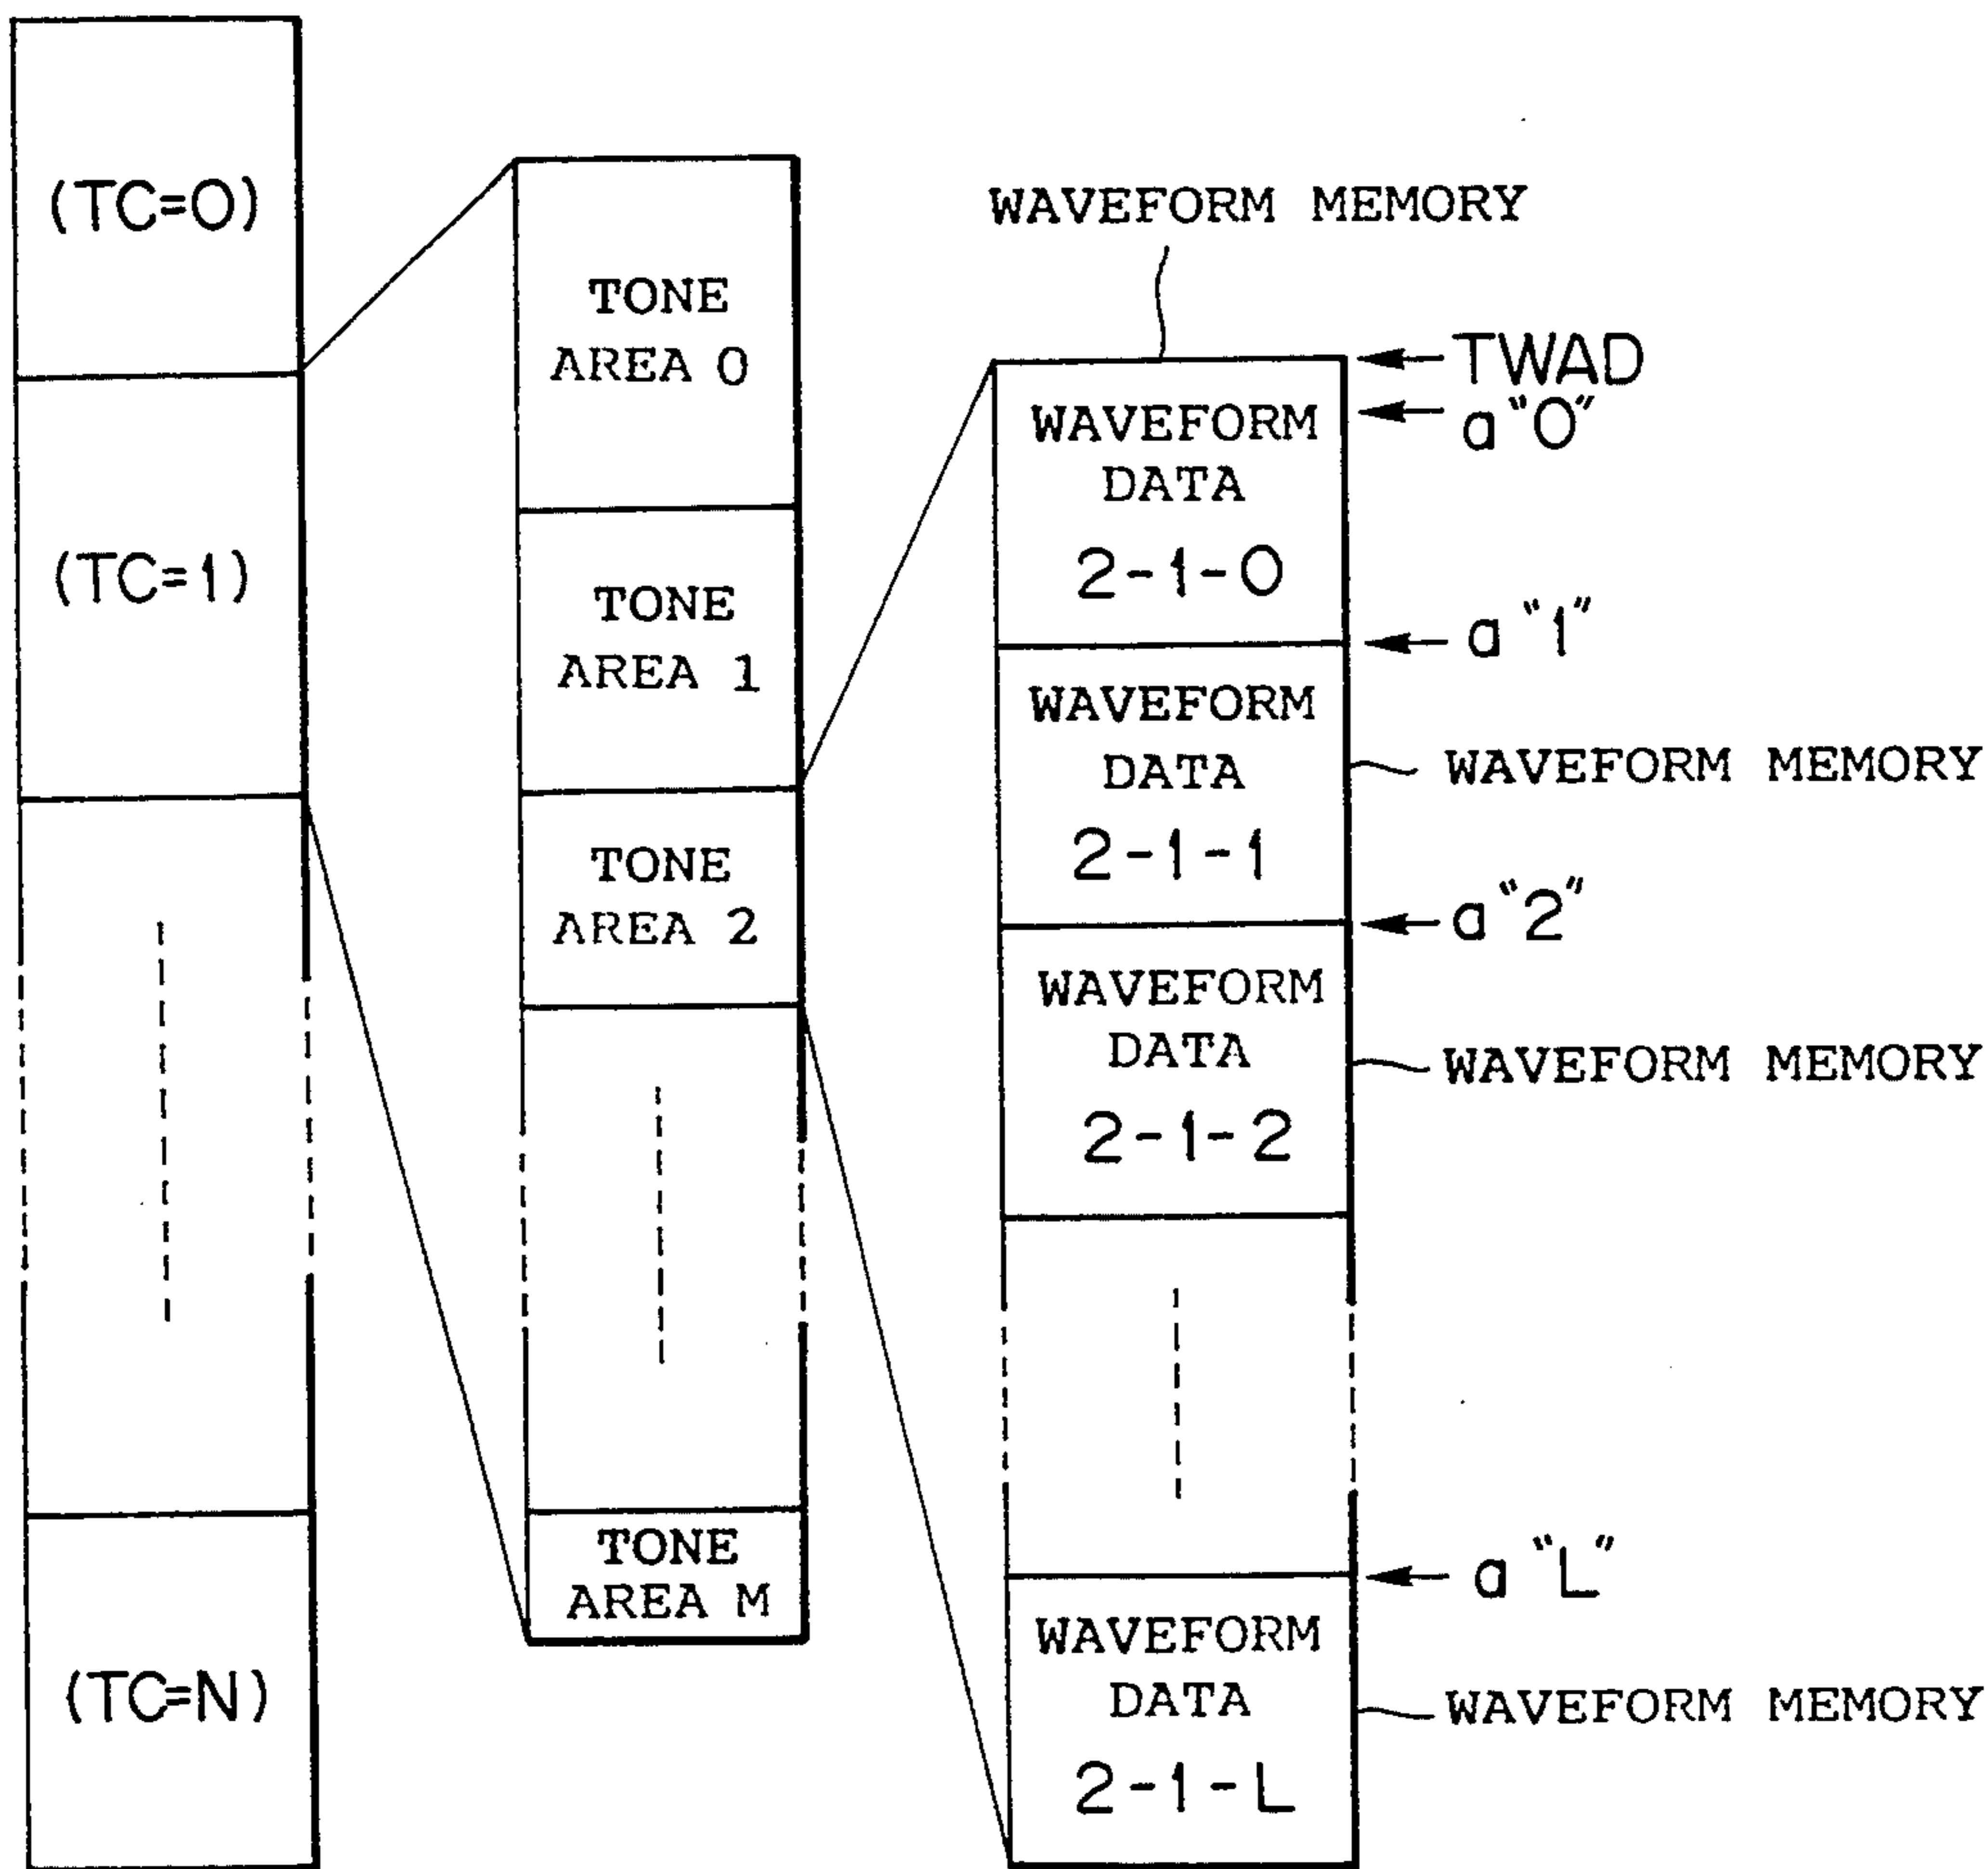 (TC=0)
(TC=1)
(TC=N)
TONE
AREA 0
TONE
AREA 1
TONE
AREA 2
TONE
AREA M
WAVEFORM MEMORY
TWAD
a "0"
WAVEFORM
DATA
2-1-0
a "1"
WAVEFORM
DATA
2-1-1
WAVEFORM MEMORY
a "2"
WAVEFORM
DATA
2-1-2
WAVEFORM MEMORY
a "L"
WAVEFORM
DATA
2-1-L
WAVEFORM MEMORY